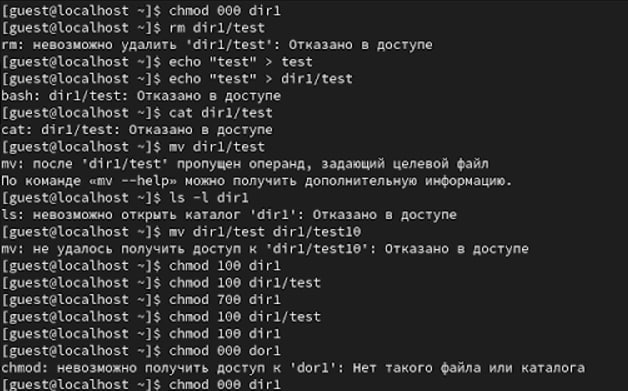 [guest@localhost ~]$ chmod 000 dir1
[guest@localhost ~]$ rm dir1/test
rm: невозможно удалить 'dir1/test': Отказано в доступе
[guest@localhost ~]$ echo "test" > test
[guest@localhost ~]$ echo "test" > dir1/test
bash: dir1/test: Отказано в доступе
[guest@localhost ~]$ cat dir1/test
cat: dir1/test: Отказано в доступе
[guest@localhost ~]$ mv dir1/test
mv: после 'dir1/test' пропущен операнд, задающий целевой файл
По команде «mv --help» можно получить дополнительную информацию.
[guest@localhost ~]$ ls -l dir1
ls: невозможно открыть каталог 'dir1': Отказано в доступе
[guest@localhost ~]$ mv dir1/test dir1/test10
mv: не удалось получить доступ к 'dir1/test10': Отказано в доступе
[guest@localhost ~]$ chmod 100 dir1
[guest@localhost ~]$ chmod 100 dir1/test
[guest@localhost ~]$ chmod 700 dir1
[guest@localhost ~]$ chmod 100 dir1/test
[guest@localhost ~]$ chmod 100 dir1
[guest@localhost ~]$ chmod 000 dor1
chmod: невозможно получить доступ к 'dor1': Нет такого файла или каталога
[guest@localhost ~]$ chmod 000 dir1